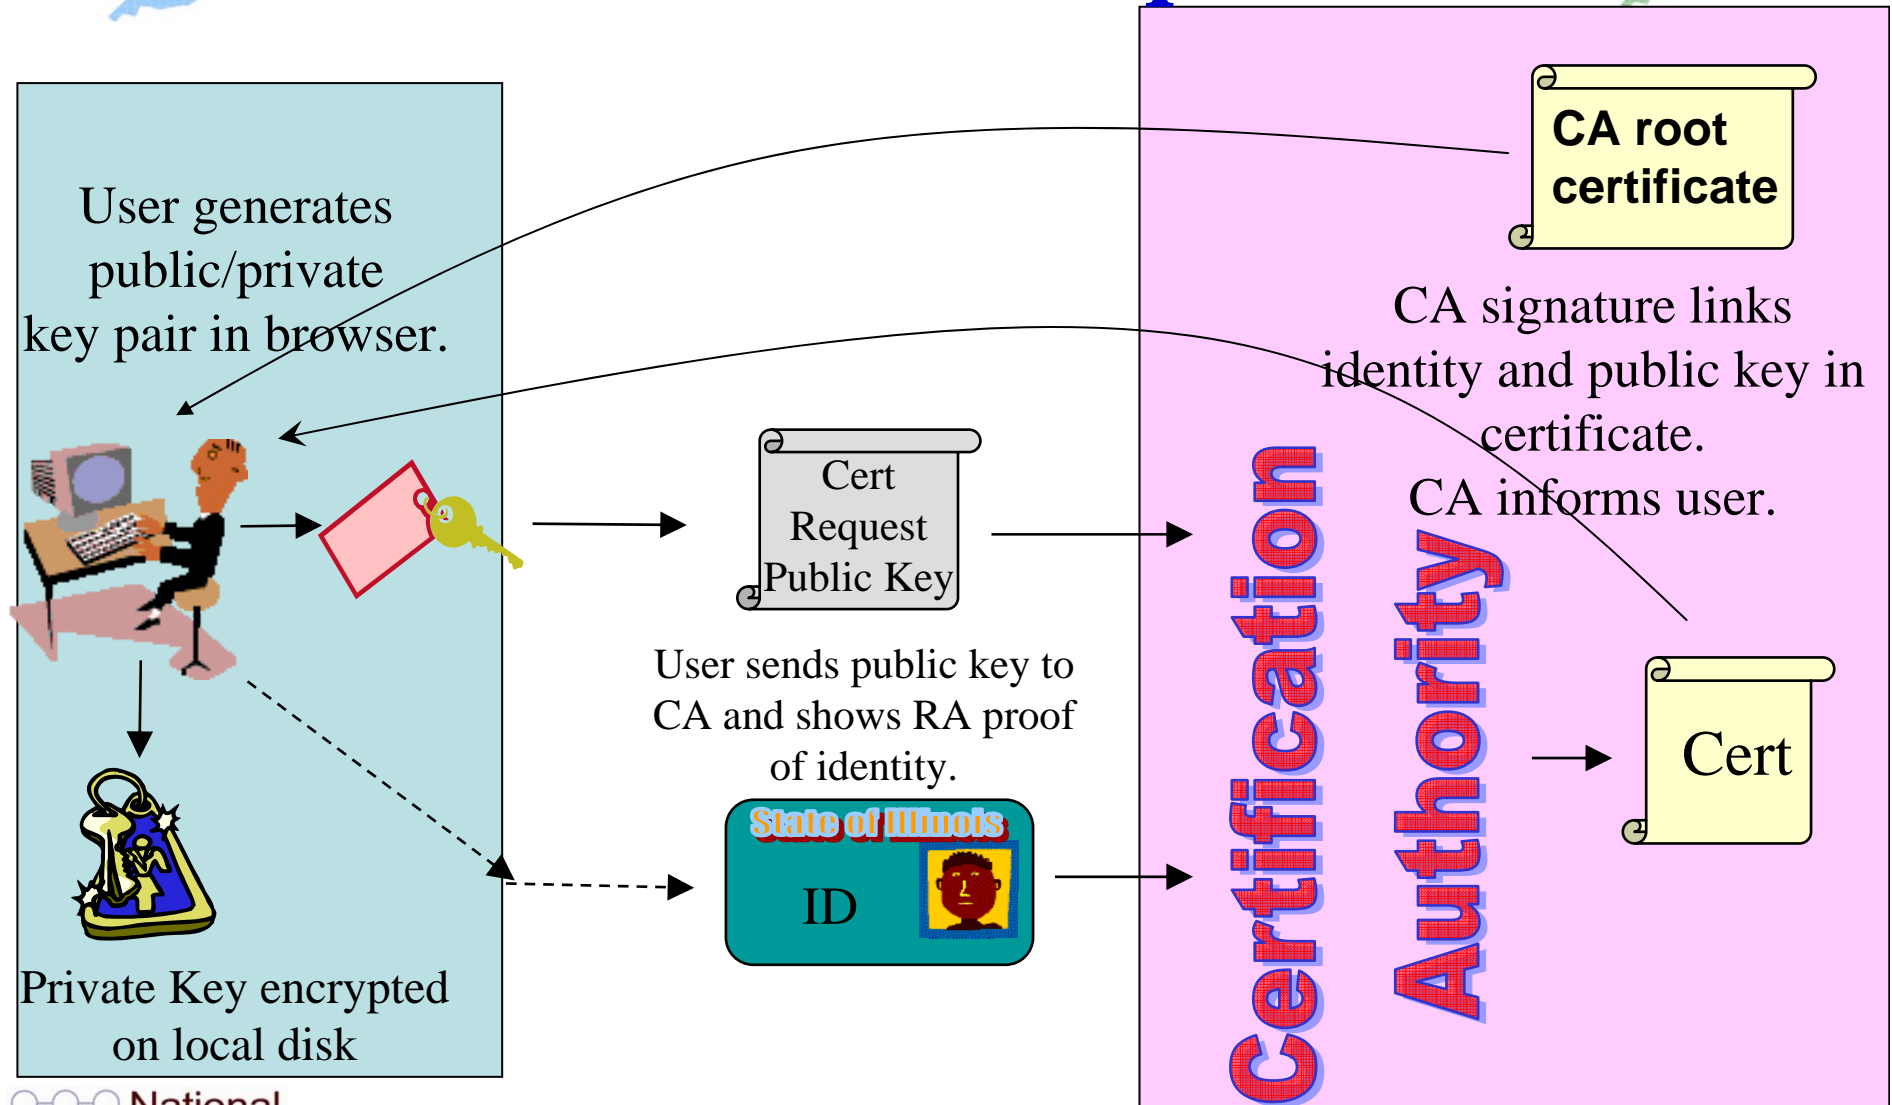 User generates
public/private
key pair in browser.
Private Key encrypted
on local disk
Cert
Request
Public Key
User sends public key to
CA and shows RA proof
of identity.
State of Illinois
ID
Certification
Authority
CA root
certificate
CA signature links
identity and public key in
certificate.
CA informs user.
Cert
National